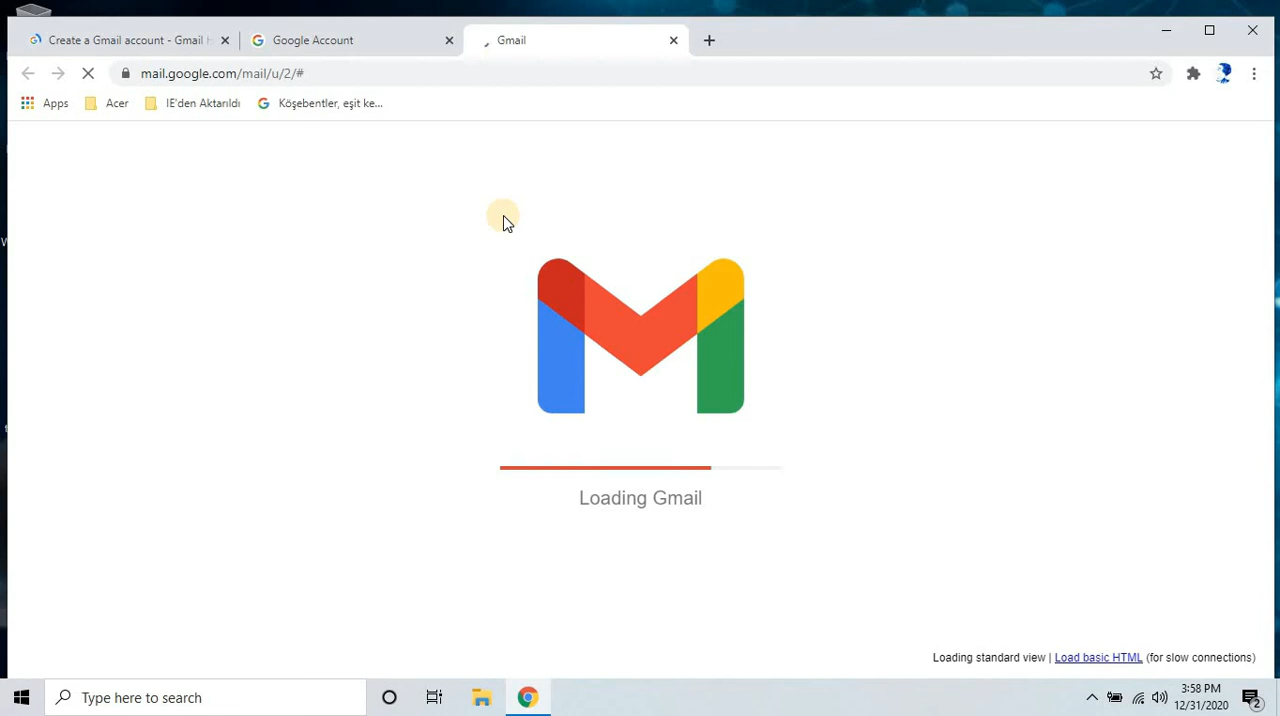 Create a Gmail account - Gmail
Google Account
Gmail
mail.google.com/mail/u/2/#
Apps
Acer
IE'den Aktarıldı
Köşebentler, eşit ke...
Loading Gmail
Loading standard view | Load basic HTML (for slow connections)
Type here to search
3:58 PM
12/31/2020
2